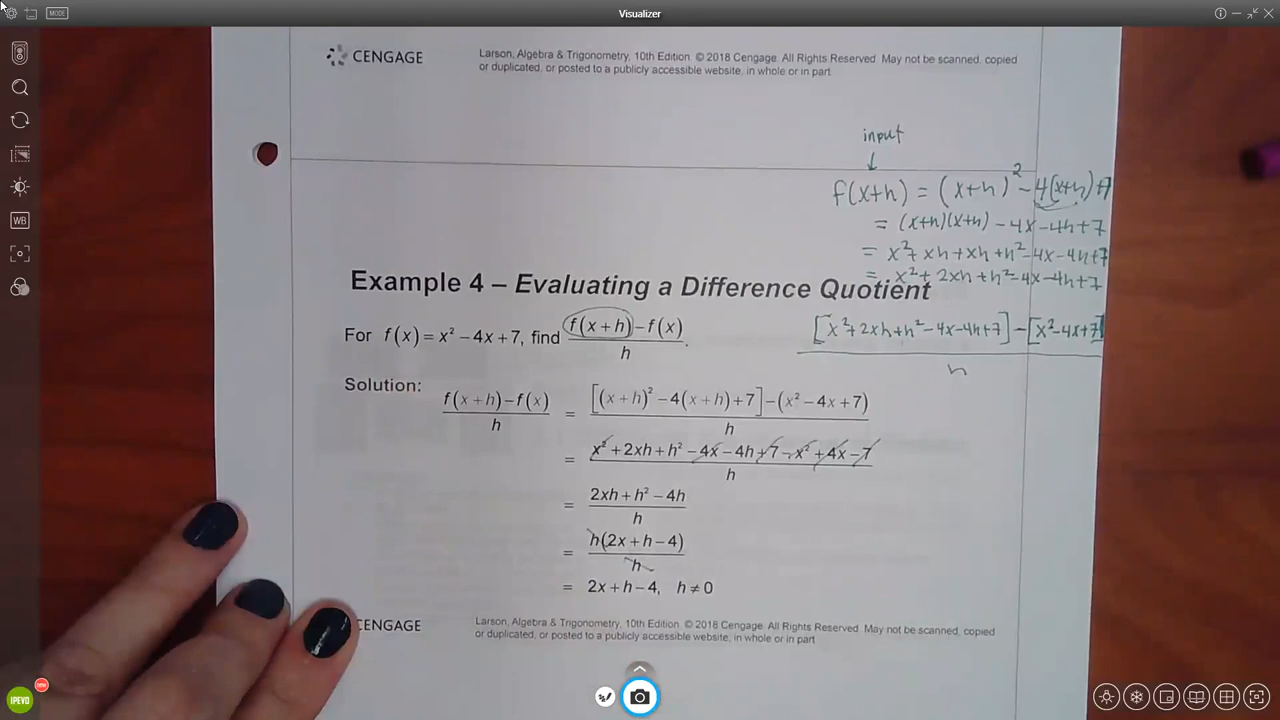 MODE
Visualizer
CENGAGE
Larson, Algebra & Trigonometry, 10th Edition. © 2018 Cengage. All Rights Reserved. May not be scanned, copied
or duplicated, or posted to a publicly accessible website, in whole or in part.
WB
input
↓
f(x+h) = (x+h)² - 4(x+h)+7
= (x+h)(x+h) - 4x - 4h + 7
= x² + xh + xh + h² - 4x - 4h + 7
= x² + 2xh + h² - 4x - 4h + 7
Example 4 – Evaluating a Difference Quotient
For f(x) = x² – 4x + 7, find f(x + h) – f(x)
h .
[x² + 2xh + h² - 4x - 4h + 7] - [x² - 4x + 7]
h
Solution: f(x + h) – f(x)
h
= [(x + h)² – 4(x + h) + 7] – (x² – 4x + 7)
h
= x² + 2xh + h² – 4x – 4h + 7 – x² + 4x – 7
h
= 2xh + h² – 4h
h
= h(2x + h – 4)
h
= 2x + h – 4, h ≠ 0
CENGAGE
Larson, Algebra & Trigonometry, 10th Edition. © 2018 Cengage. All Rights Reserved. May not be scanned, copied
or duplicated, or posted to a publicly accessible website, in whole or in part.
IPEVO
new